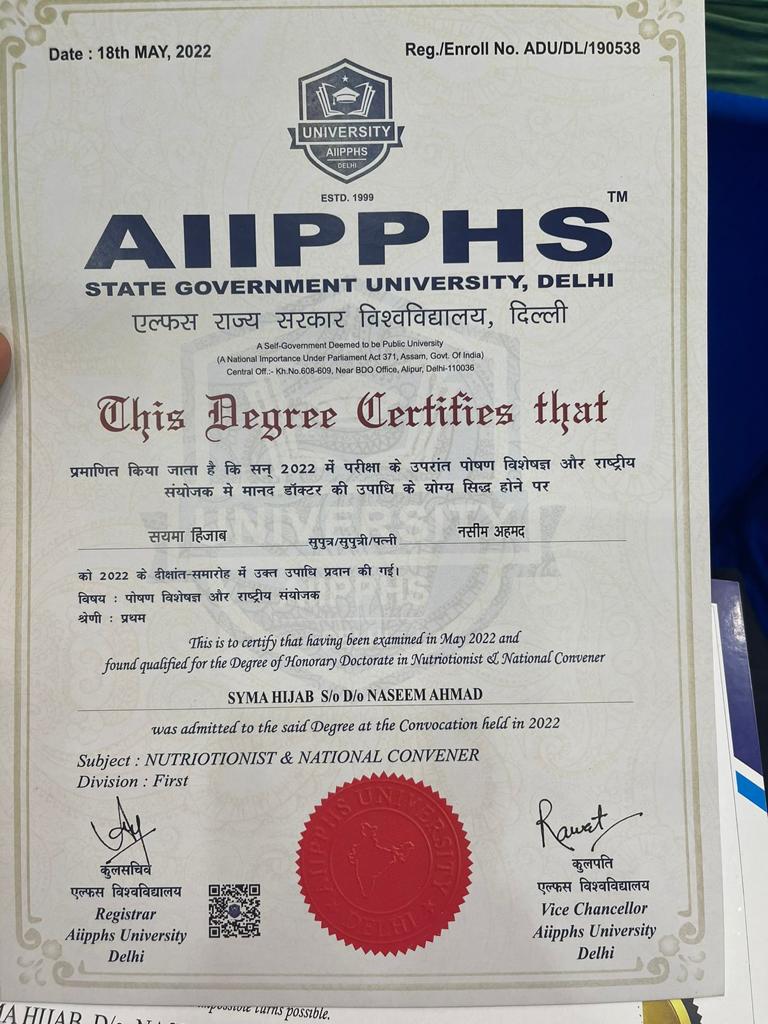 Date : 18th MAY, 2022
Reg./Enroll No. ADU/DL/190538
UNIVERSITY
AIIPPHS
DELHI
ESTD. 1999
AIIPPHS TM
STATE GOVERNMENT UNIVERSITY, DELHI
एल्फस राज्य सरकार विश्वविद्यालय, दिल्ली
A Self-Government Deemed to be Public University
(A National Importance Under Parliament Act 371, Assam, Govt. Of India)
Central Off.:- Kh.No.608-609, Near BDO Office, Alipur, Delhi-110036
This Degree Certifies that
प्रमाणित किया जाता है कि सन् 2022 में परीक्षा के उपरांत पोषण विशेषज्ञ और राष्ट्रीय
संयोजक मे मानद डॉक्टर की उपाधि के योग्य सिद्ध होने पर
सयमा हिजाब सुपुत्र/सुपुत्री/पत्नी नसीम अहमद
को 2022 के दीक्षांत-समारोह में उक्त उपाधि प्रदान की गई।
विषय : पोषण विशेषज्ञ और राष्ट्रीय संयोजक
श्रेणी : प्रथम
This is to certify that having been examined in May 2022 and
found qualified for the Degree of Honorary Doctorate in Nutriotionist & National Convener
SYMA HIJAB S/o D/o NASEEM AHMAD
was admitted to the said Degree at the Convocation held in 2022
Subject : NUTRIOTIONIST & NATIONAL CONVENER
Division : First
AIIPPHS UNIVERSITY
DELHI
Rawat
कुलसचिव
एल्फस विश्वविद्यालय
Registrar
Aiipphs University
Delhi
कुलपति
एल्फस विश्वविद्यालय
Vice Chancellor
Aiipphs University
Delhi
turns possible.
HIJAB D/o